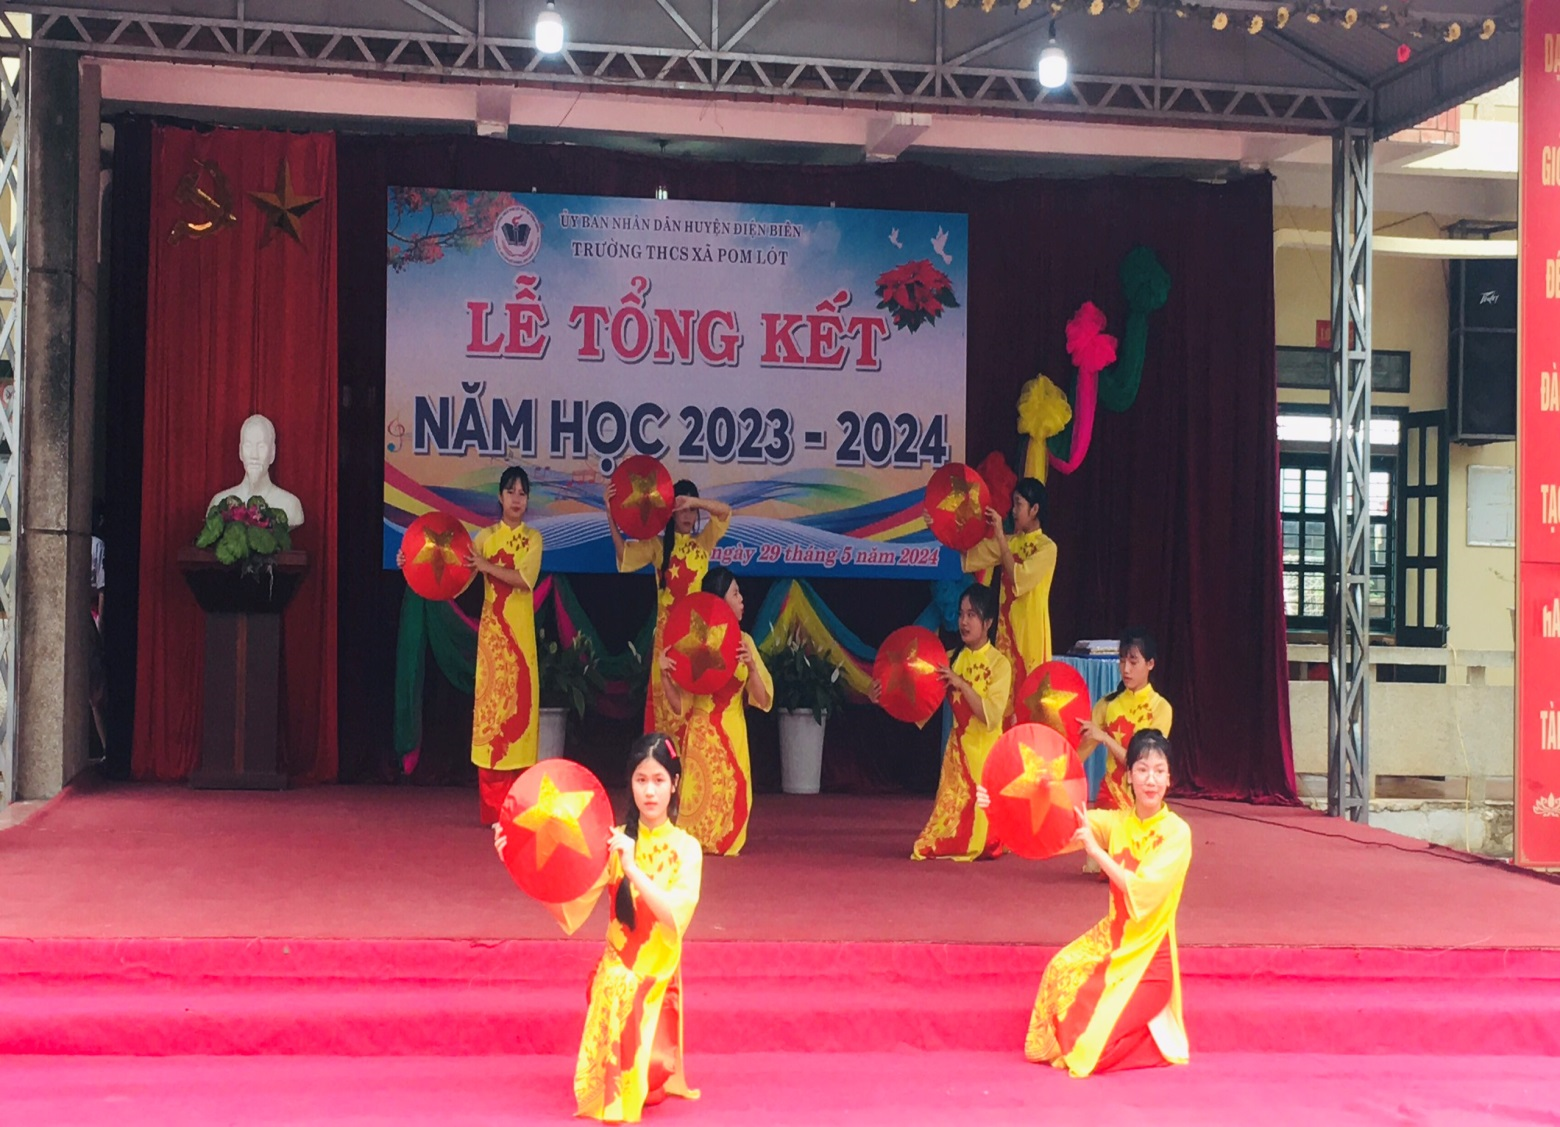 ỦY BAN NHÂN DÂN HUYỆN ĐIỆN BIÊN
TRƯỜNG THCS XÃ POM LÓT
LỄ TỔNG KẾT
NĂM HỌC 2023 - 2024
ngày 29 tháng 5 năm 2024
Peavey